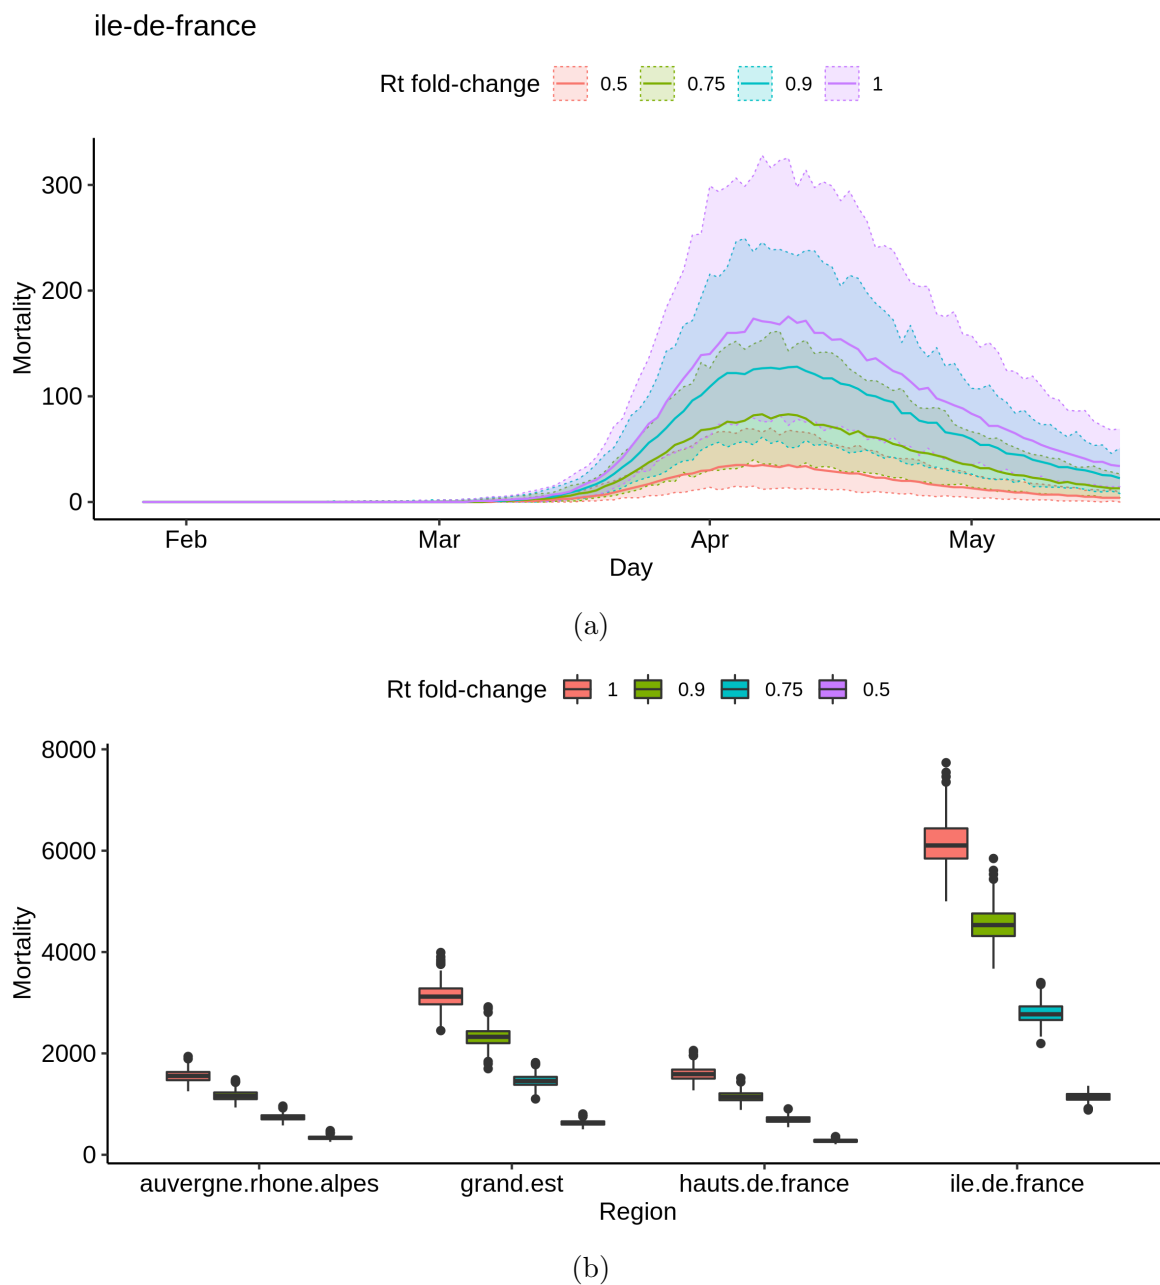 ile-de-france
Rt fold-change 0.5 0.75 0.9 1
Mortality
300
200
100
0
Feb Mar Apr May
Day
(a)
Rt fold-change 1 0.9 0.75 0.5
Mortality
8000
6000
4000
2000
0
auvergne.rhone.alpes grand.est hauts.de.france ile.de.france
Region
(b)